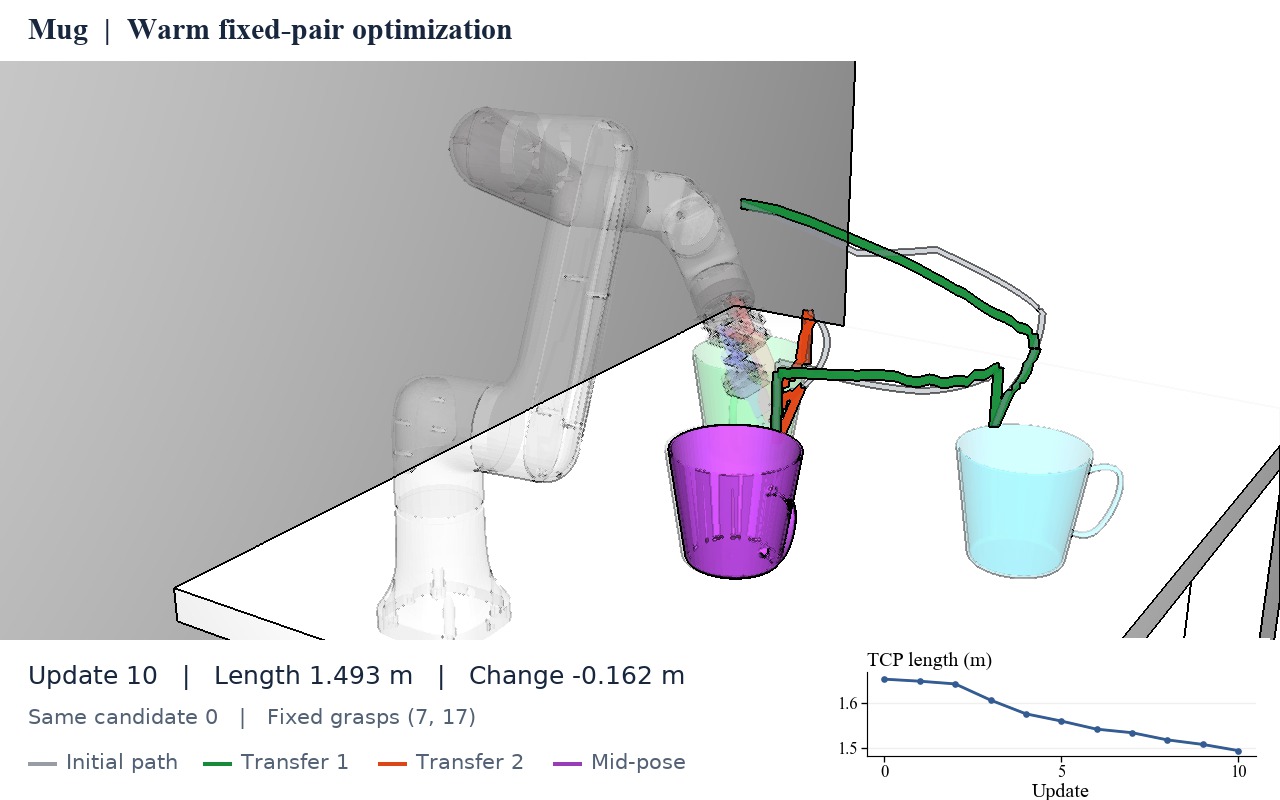 Mug | Warm fixed-pair optimization
Update 10 | Length 1.493 m | Change -0.162 m
Same candidate 0 | Fixed grasps (7, 17)
Initial path Transfer 1 Transfer 2 Mid-pose
TCP length (m)
1.6
1.5
0 5 10
Update